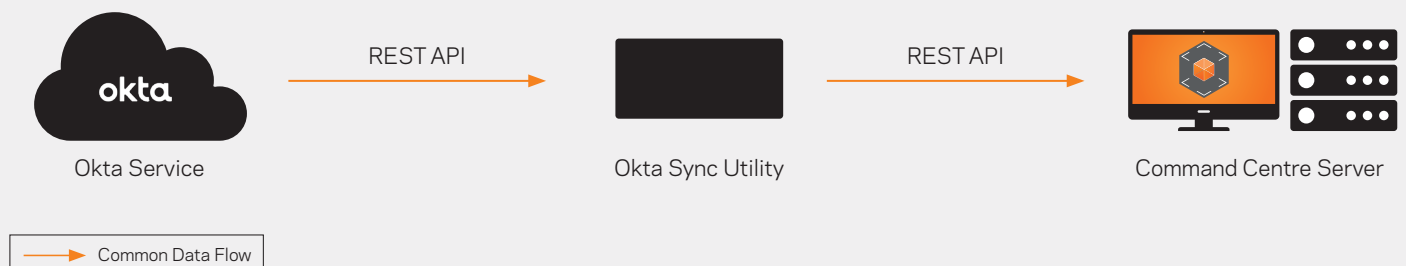 okta
REST API
REST API
Okta Service
Okta Sync Utility
Command Centre Server
Common Data Flow